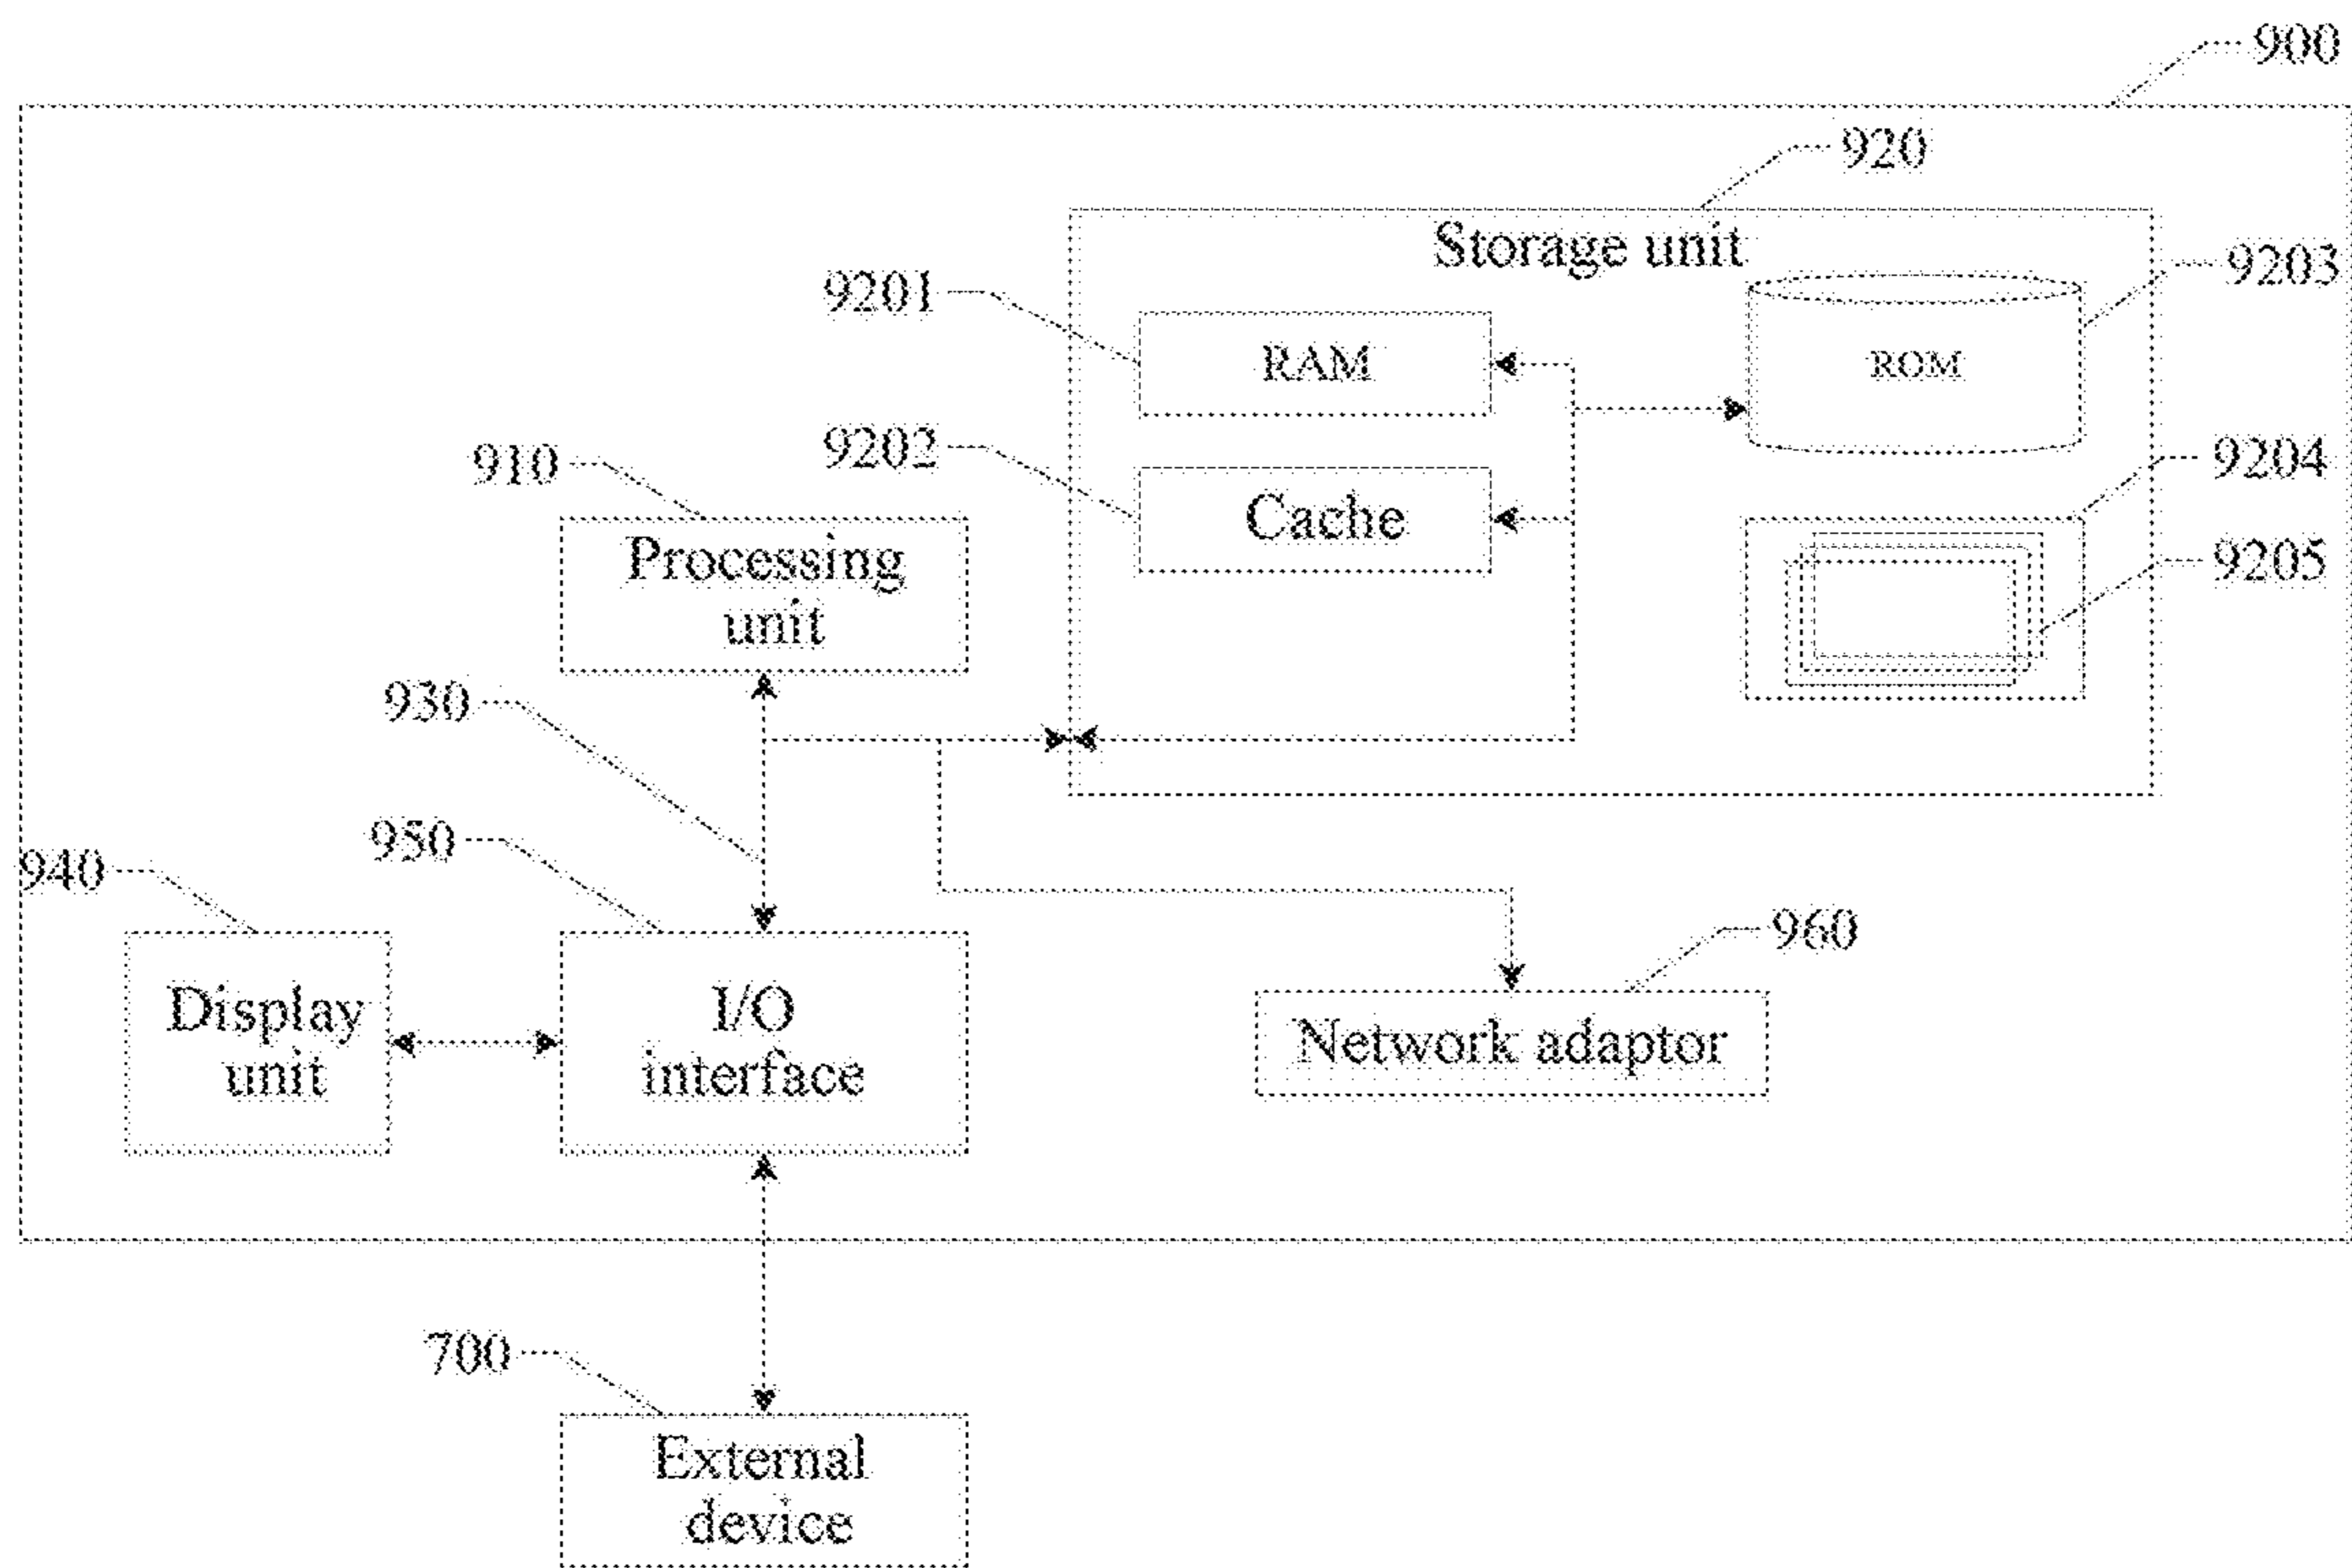 900
920
Storage unit
9201
9203
RAM
ROM
9202
910
9204
Cache
Processing
unit
9205
930
950
940
960
Display
unit
I/O
interface
Network adaptor
700
External
device